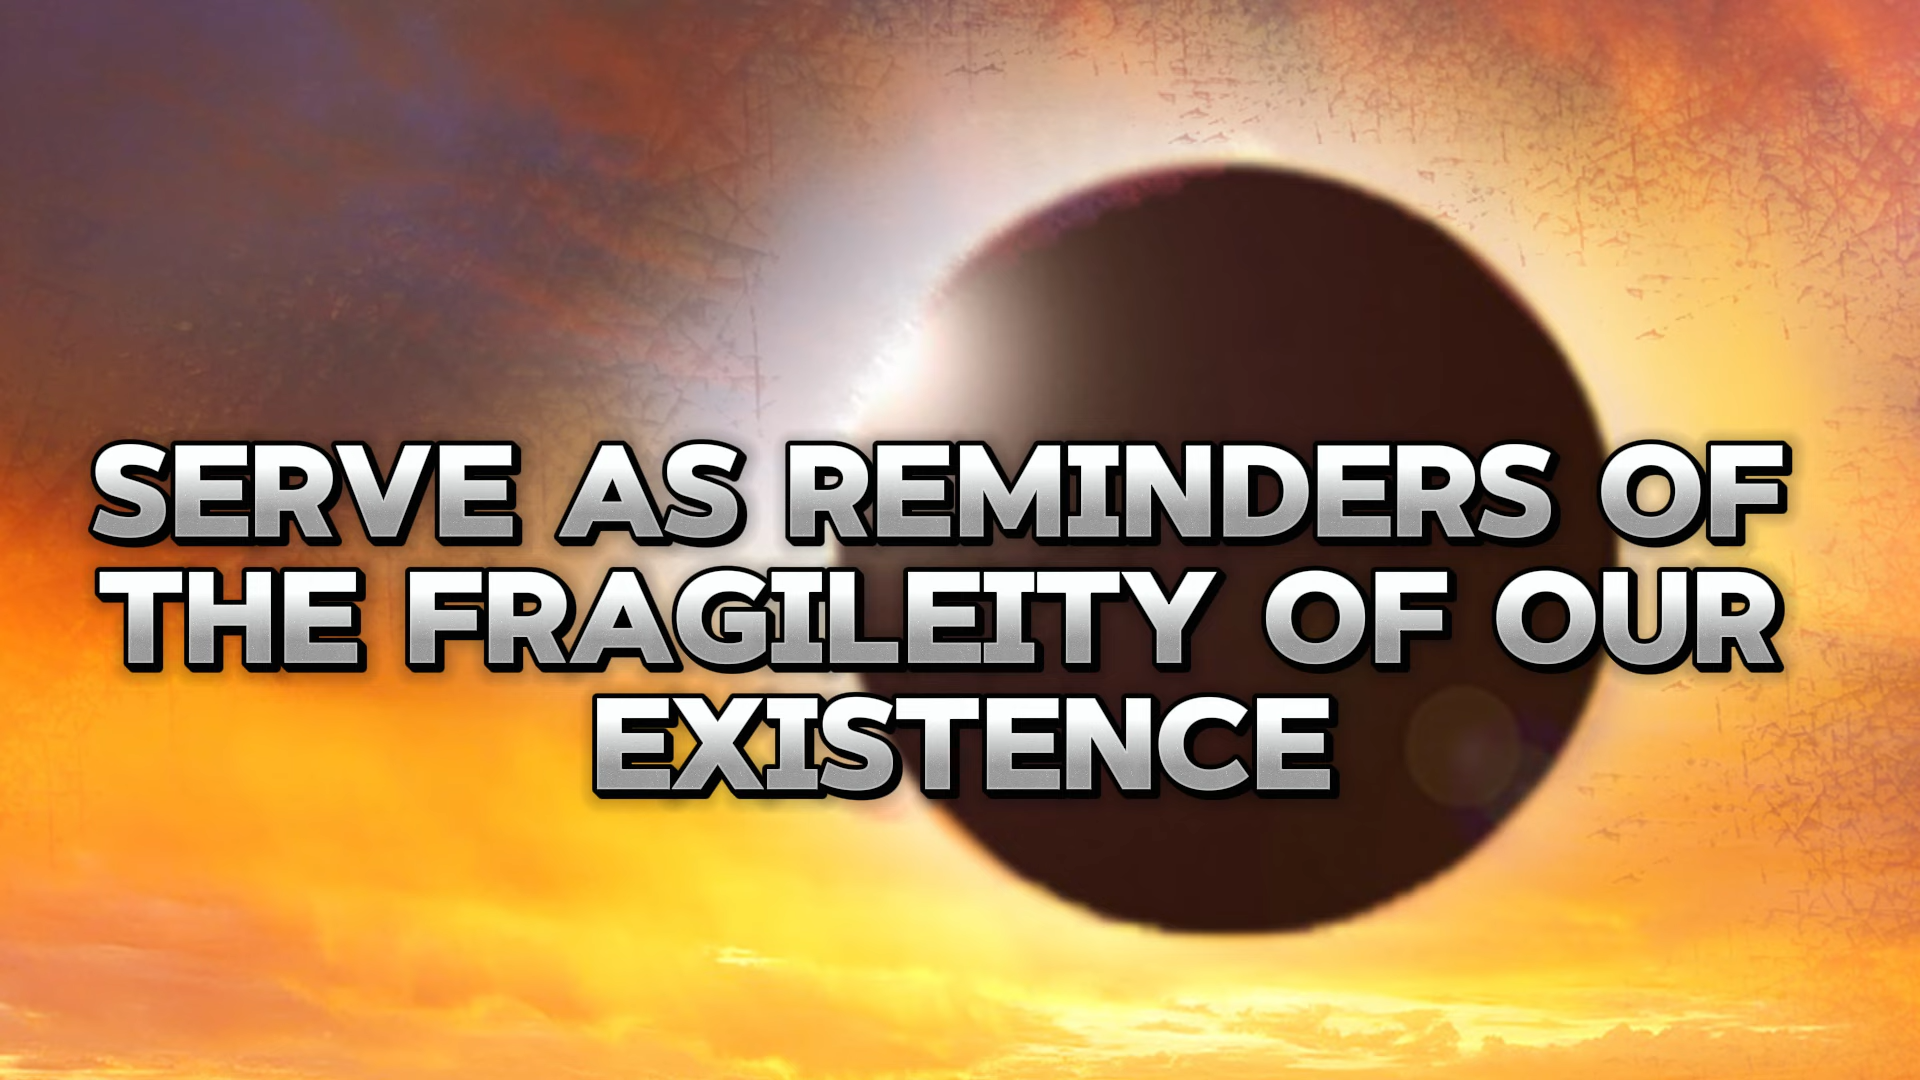 SERVE AS REMINDERS OF
THE FRAGILEITY OF OUR
EXISTENCE